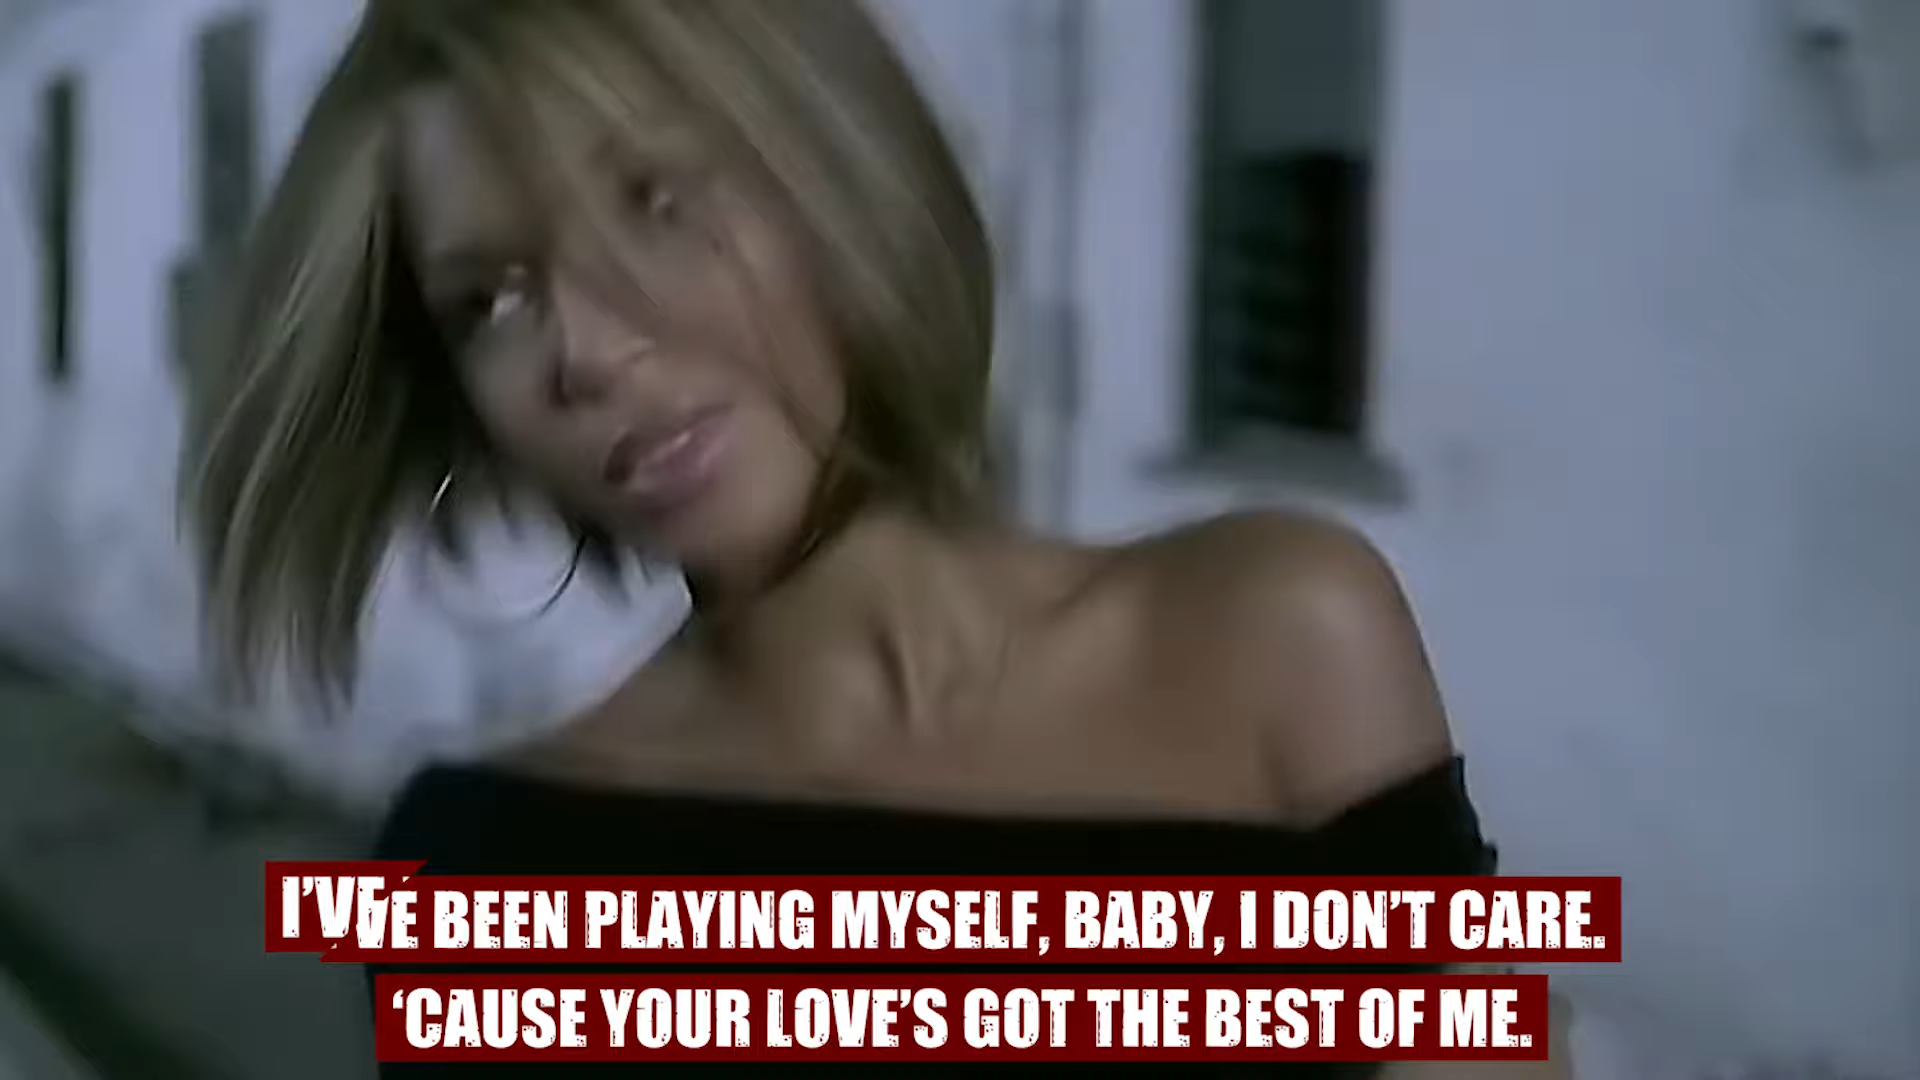 I'VE BEEN PLAYING MYSELF, BABY, I DON'T CARE.
‘CAUSE YOUR LOVE’S GOT THE BEST OF ME.